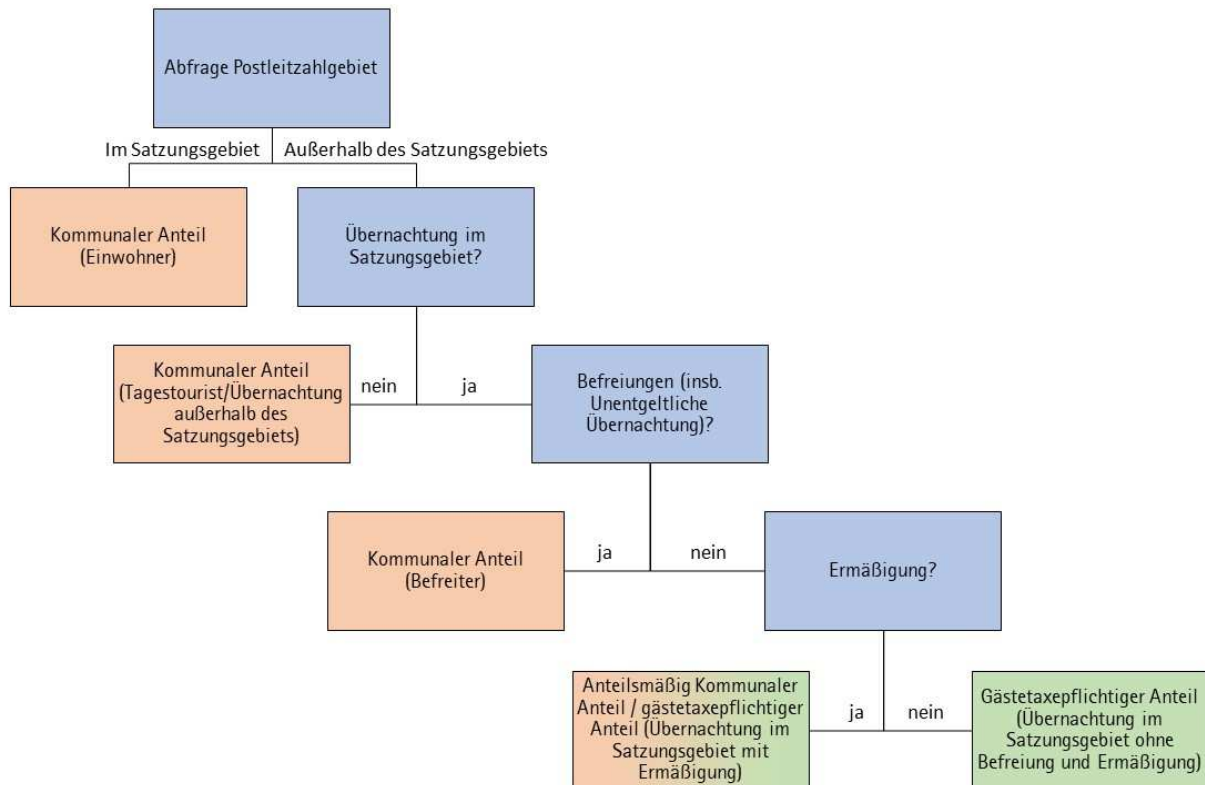 Abfrage Postleitzahlgebiet
Im Satzungsgebiet
Außerhalb des Satzungsgebiets
Kommunaler Anteil
(Einwohner)
Übernachtung im
Satzungsgebiet?
Kommunaler Anteil
(Tagestourist/Übernachtung
außerhalb des
Satzungsgebiets)
nein
ja
Befreiungen (insb.
Unentgeltliche
Übernachtung)?
Kommunaler Anteil
(Befreiter)
ja
nein
Ermäßigung?
Anteilsmäßig Kommunaler
Anteil / gästetaxepflichtiger
Anteil (Übernachtung im
Satzungsgebiet mit
Ermäßigung)
ja
nein
Gästetaxepflichtiger Anteil
(Übernachtung im
Satzungsgebiet ohne
Befreiung und Ermäßigung)